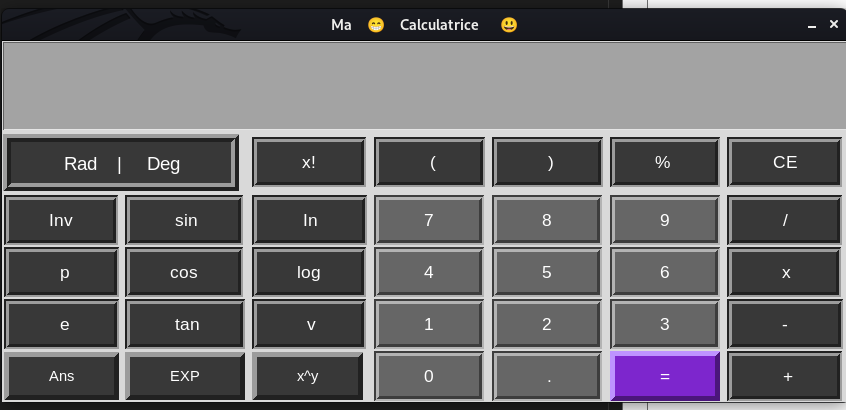 Ma 😁 Calculatrice 😃
Rad | Deg x! ( ) % CE
Inv sin In 7 8 9 /
p cos log 4 5 6 x
e tan v 1 2 3 -
Ans EXP x^y 0 . = +